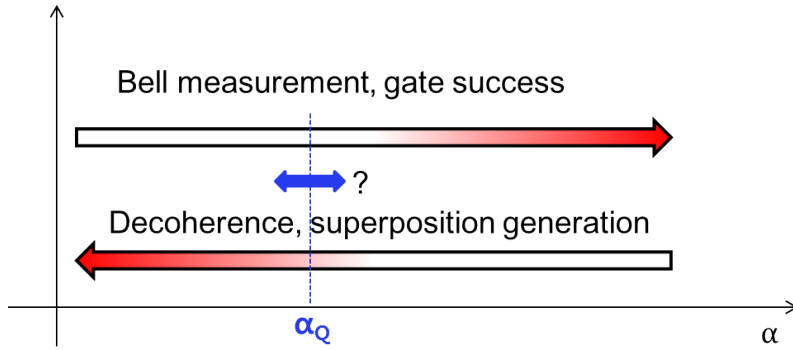 Bell measurement, gate success
?
Decoherence, superposition generation
αQ
α